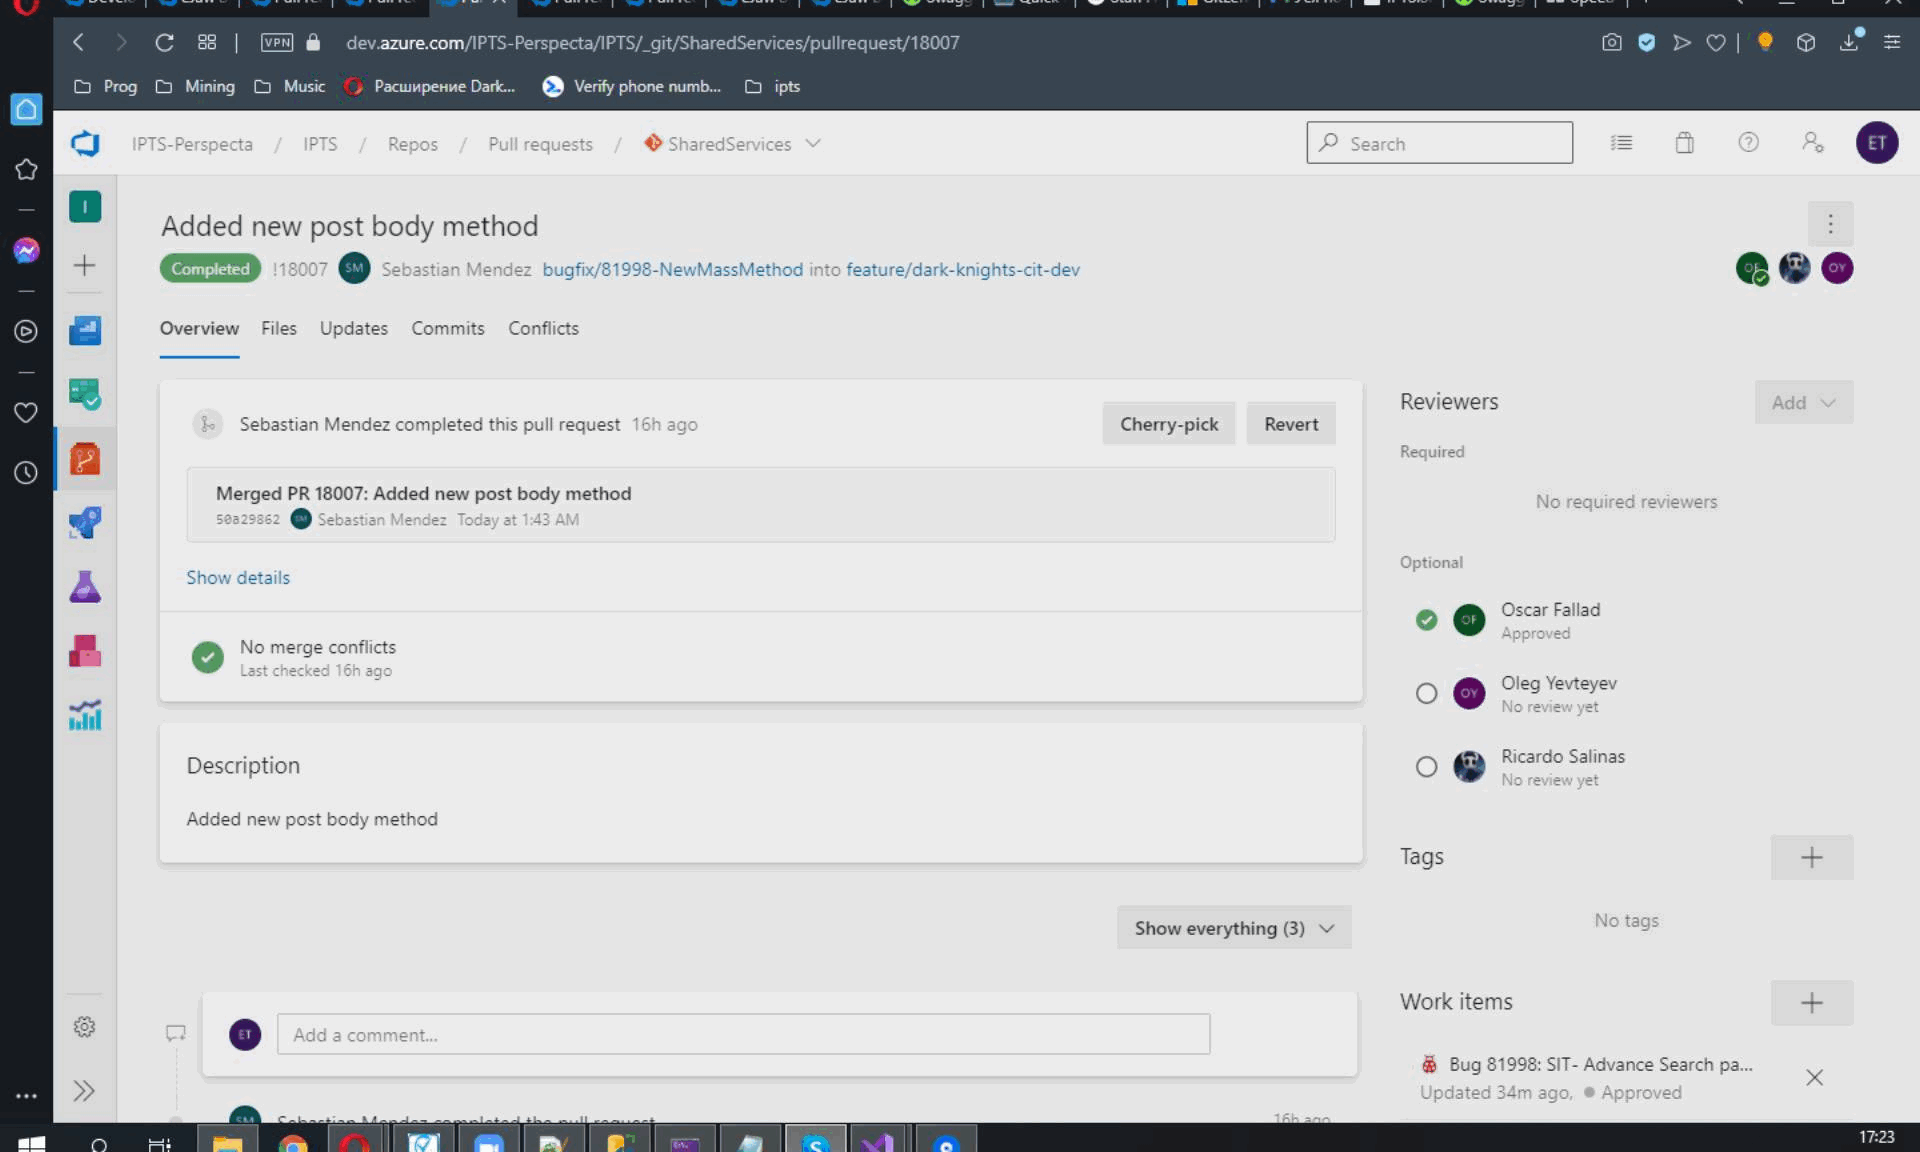 VPN
dev.azure.com/IPTS-Perspecta/IPTS/_git/SharedServices/pullrequest/18007
Prog Mining Music Расширение Dark... Verify phone numb... ipts
IPTS-Perspecta / IPTS / Repos / Pull requests / SharedServices
Search
ET
I
Added new post body method
Completed !18007 SM Sebastian Mendez bugfix/81998-NewMassMethod into feature/dark-knights-cit-dev
OF OY
Overview Files Updates Commits Conflicts
Sebastian Mendez completed this pull request 16h ago
Cherry-pick Revert
Merged PR 18007: Added new post body method
50a29862 SM Sebastian Mendez Today at 1:43 AM
Show details
No merge conflicts
Last checked 16h ago
Description
Added new post body method
Show everything (3)
ET Add a comment...
SM Sebastian Mendez completed the pull request 16h ago
Reviewers
Add
Required
No required reviewers
Optional
OF Oscar Fallad
Approved
OY Oleg Yevteyev
No review yet
Ricardo Salinas
No review yet
Tags
No tags
Work items
Bug 81998: SIT- Advance Search pa...
Updated 34m ago, Approved
17:23